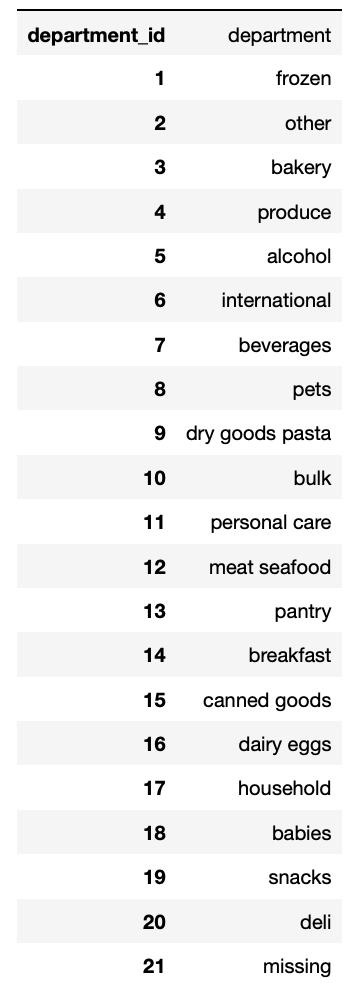 department_id department
1 frozen
2 other
3 bakery
4 produce
5 alcohol
6 international
7 beverages
8 pets
9 dry goods pasta
10 bulk
11 personal care
12 meat seafood
13 pantry
14 breakfast
15 canned goods
16 dairy eggs
17 household
18 babies
19 snacks
20 deli
21 missing